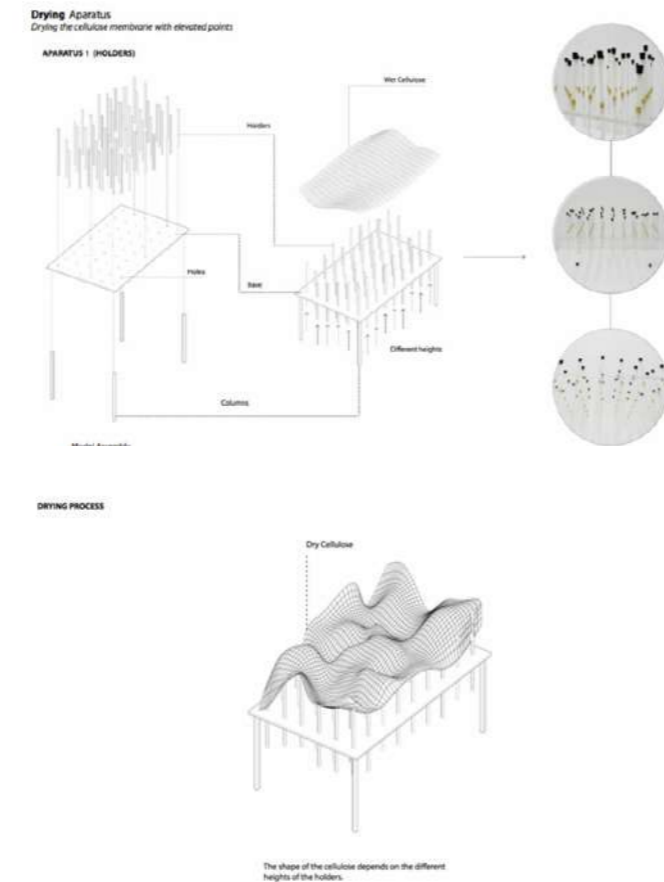 Drying Apparatus
Drying the cellulose membrane with elevated points
APARATUS 1 (HOLDERS)
Wet Cellulose
Holders
Holes
Base
Different heights
Columns
DRYING PROCESS
Dry Cellulose
The shape of the cellulose depends on the different
heights of the holders.